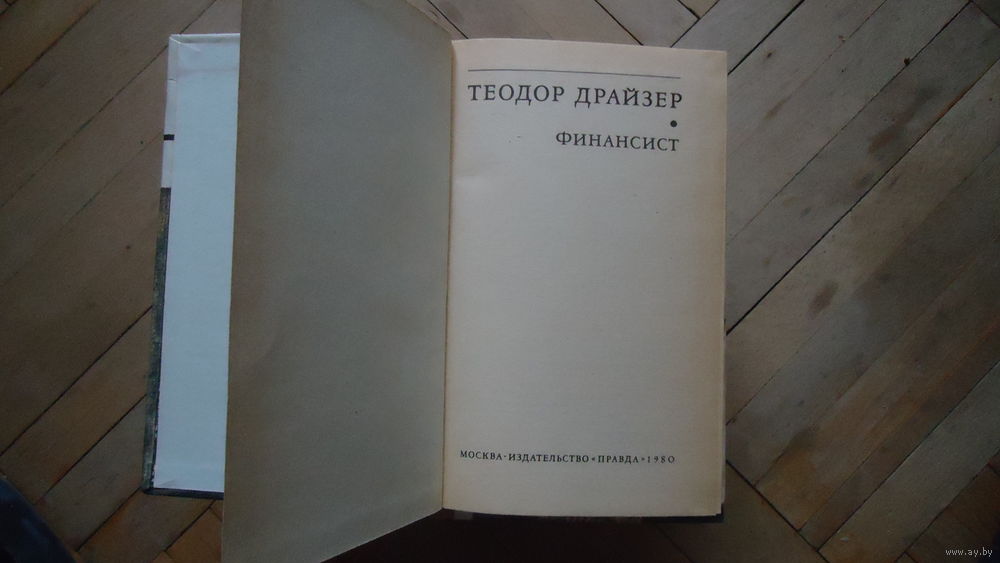 ТЕОДОР ДРАЙЗЕР
•
ФИНАНСИСТ
МОСКВА · ИЗДАТЕЛЬСТВО «ПРАВДА» 1980
www.ay.by